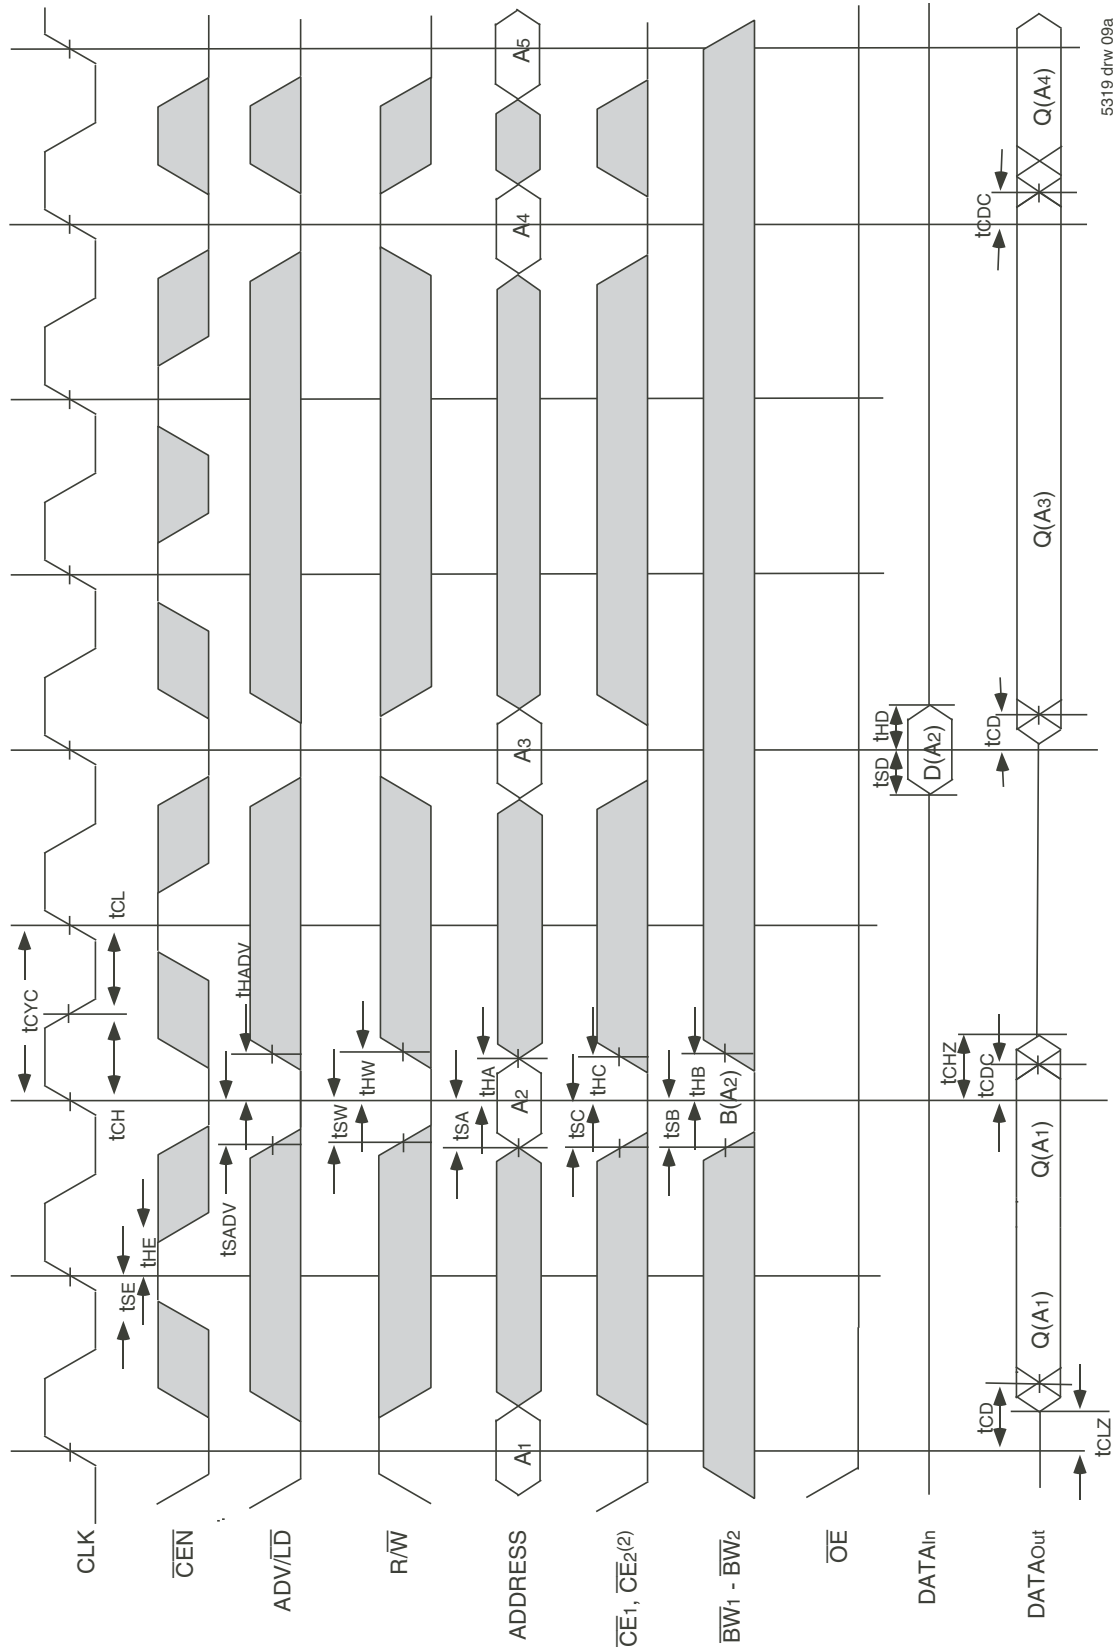 tCYC
CLK
tCH
tCL
tSE
tHE
CEN
tSADV
tHADV
ADV/LD
tSW
tHW
R/W
tSA
tHA
ADDRESS
A1
A2
A3
A4
A5
tSC
tHC
CE1, CE2(2)
tSB
tHB
B(A2)
BW1 - BW2
OE
tSD
tHD
DATAIn
D(A2)
tCD
tCHZ
tCDC
tCD
tCDC
DATAOut
Q(A1)
Q(A1)
Q(A3)
Q(A4)
tCLZ
5319 drw 09a